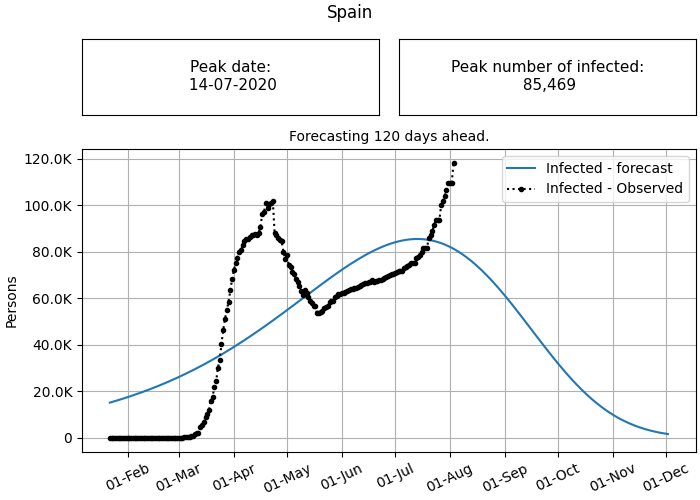 Spain
Peak date:
14-07-2020
Peak number of infected:
85,469
Forecasting 120 days ahead.
Infected - forecast
Infected - Observed
120.0K
100.0K
80.0K
60.0K
40.0K
20.0K
0
Persons
01-Feb
01-Mar
01-Apr
01-May
01-Jun
01-Jul
01-Aug
01-Sep
01-Oct
01-Nov
01-Dec